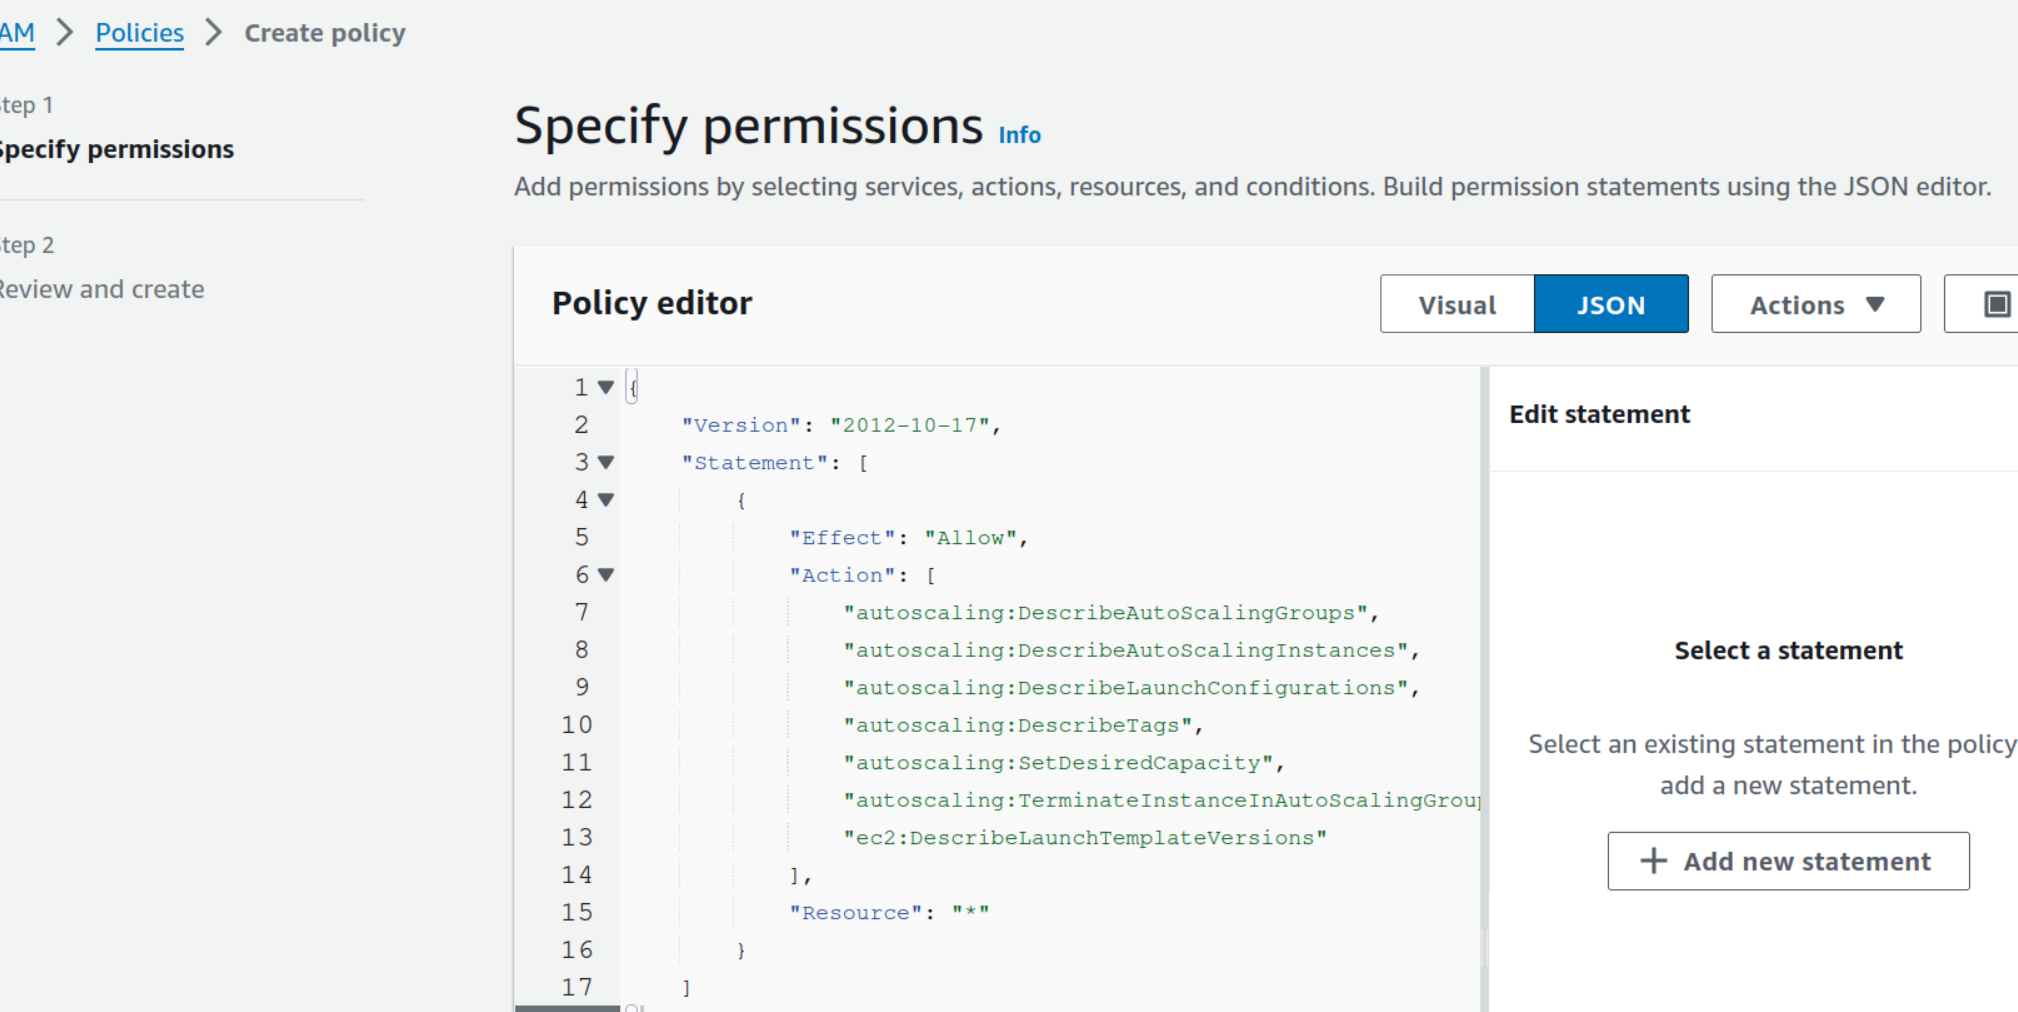 AM > Policies > Create policy
tep 1
Specify permissions
tep 2
Review and create
Specify permissions Info
Add permissions by selecting services, actions, resources, and conditions. Build permission statements using the JSON editor.
Policy editor
Visual JSON Actions
1 {
2 "Version": "2012-10-17",
3 "Statement": [
4 {
5 "Effect": "Allow",
6 "Action": [
7 "autoscaling:DescribeAutoScalingGroups",
8 "autoscaling:DescribeAutoScalingInstances",
9 "autoscaling:DescribeLaunchConfigurations",
10 "autoscaling:DescribeTags",
11 "autoscaling:SetDesiredCapacity",
12 "autoscaling:TerminateInstanceInAutoScalingGroup
13 "ec2:DescribeLaunchTemplateVersions"
14 ],
15 "Resource": "*"
16 }
17 ]
Edit statement
Select a statement
Select an existing statement in the policy
add a new statement.
+ Add new statement